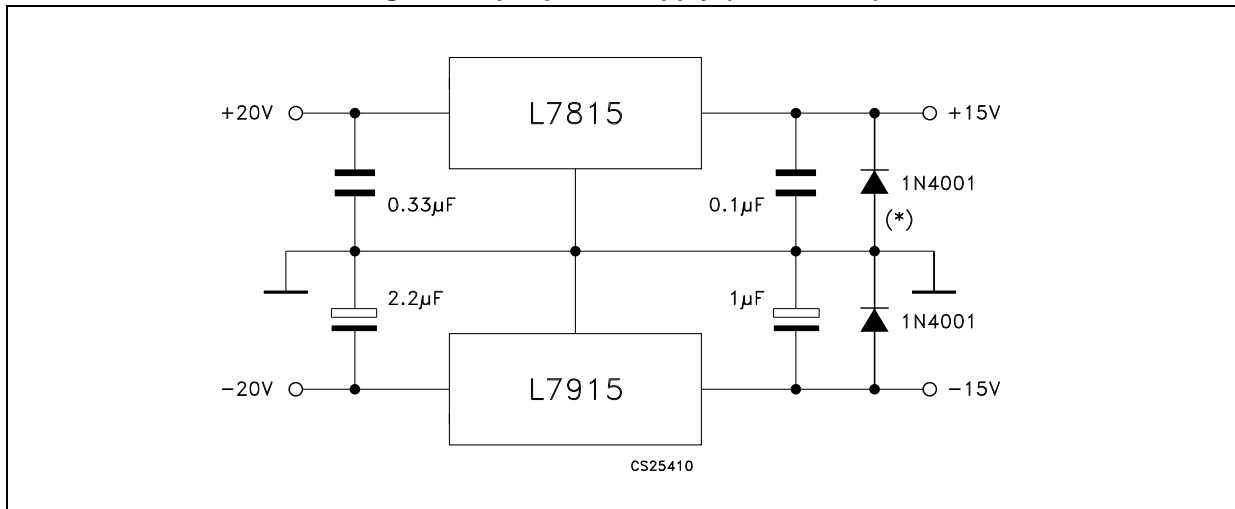 +20V
L7815
+15V
0.33µF
0.1µF
1N4001
(*)
2.2µF
1µF
1N4001
-20V
L7915
-15V
CS25410